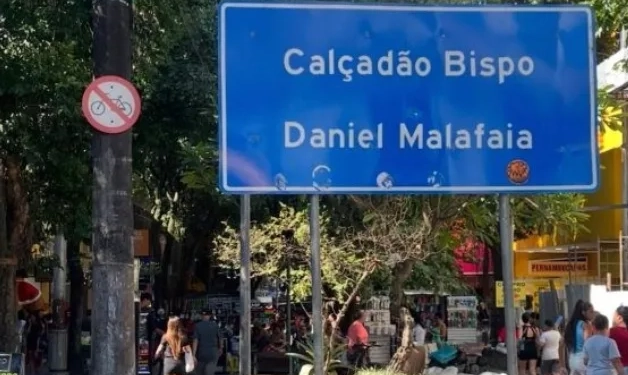 Calçadão Bispo
Daniel Malafaia
PERNAMBUCANAS